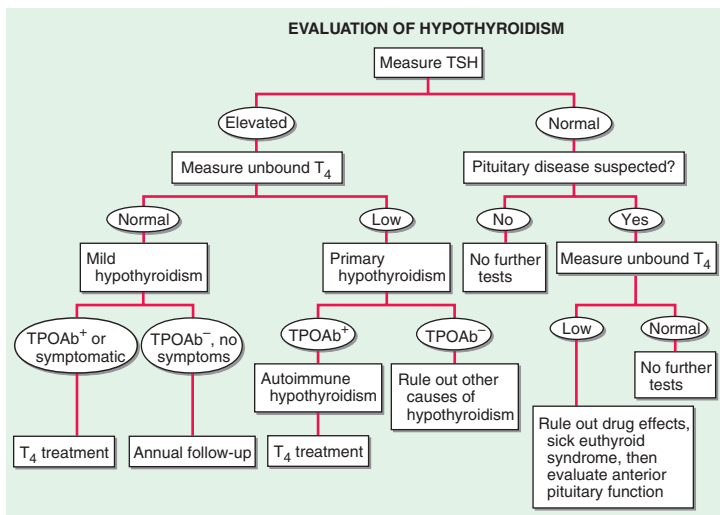 EVALUATION OF HYPOTHYROIDISM
Measure TSH
Elevated
Normal
Measure unbound T₄
Pituitary disease suspected?
Normal
Low
No
Yes
Mild
hypothyroidism
Primary
hypothyroidism
No further
tests
Measure unbound T₄
TPOAb⁺ or
symptomatic
TPOAb⁻, no
symptoms
TPOAb⁺
TPOAb⁻
Low
Normal
Autoimmune
hypothyroidism
Rule out other
causes of
hypothyroidism
No further
tests
T₄ treatment
Annual follow-up
T₄ treatment
Rule out drug effects,
sick euthyroid
syndrome, then
evaluate anterior
pituitary function